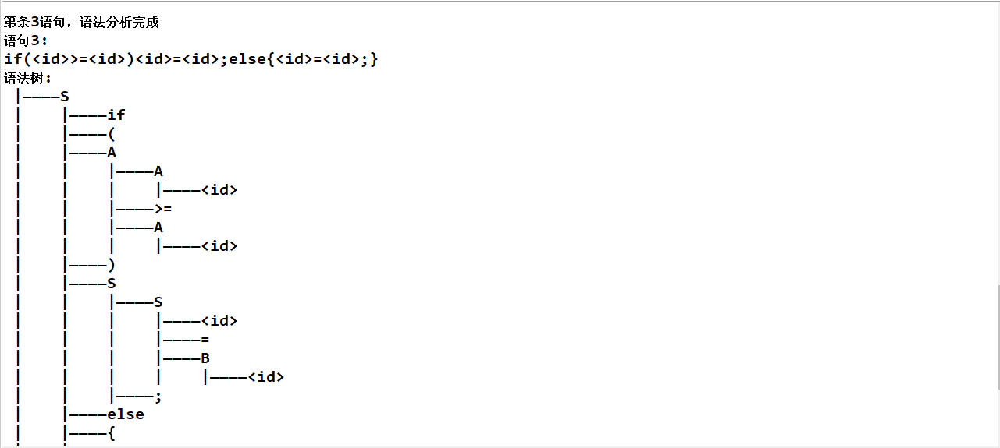 第条3语句，语法分析完成
语句3:
if(<id>>=<id>)<id>=<id>;else{<id>=<id>;}
语法树:
|————S
|    |————if
|    |————(
|    |————A
|    |    |————A
|    |    |    |————<id>
|    |    |————>=
|    |    |————A
|    |    |    |————<id>
|    |————)
|    |————S
|    |    |————S
|    |    |    |————<id>
|    |    |    |————=
|    |    |    |————B
|    |    |    |    |————<id>
|    |    |————;
|    |————else
|    |————{